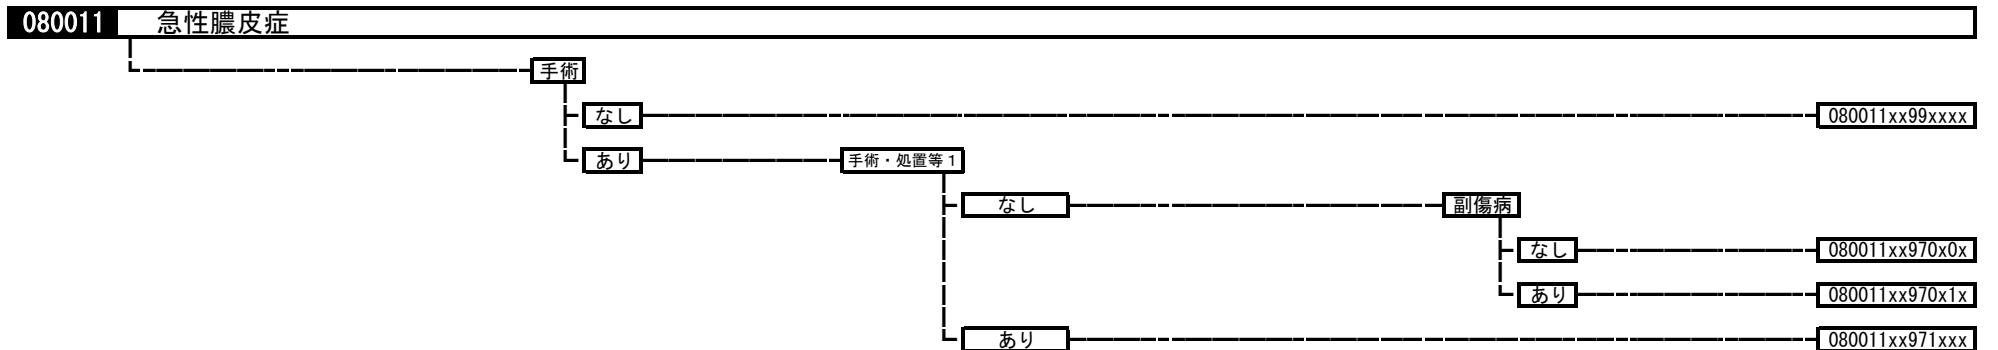 080011 急性膿皮症
手術
なし 080011xx99xxxx
あり 手術・処置等1
なし 副傷病
なし 080011xx970x0x
あり 080011xx970x1x
あり 080011xx971xxx